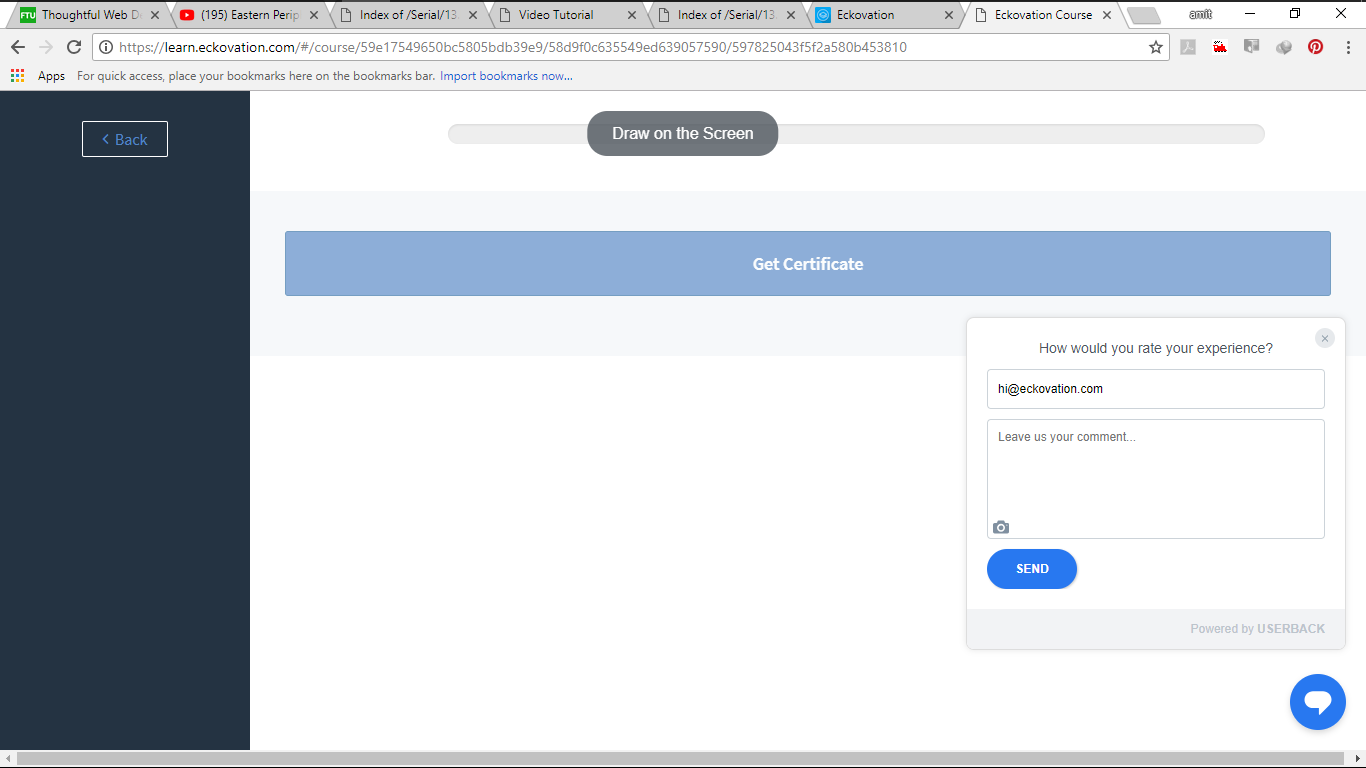 FTU Thoughtful Web De
(195) Eastern Perip
Index of /Serial/13.
Video Tutorial
Index of /Serial/13.
Eckovation
Eckovation Course
amit
https://learn.eckovation.com/#/course/59e17549650bc5805bdb39e9/58d9f0c635549ed639057590/597825043f5f2a580b453810
Apps For quick access, place your bookmarks here on the bookmarks bar. Import bookmarks now...
Back
Draw on the Screen
Get Certificate
How would you rate your experience?
hi@eckovation.com
Leave us your comment...
SEND
Powered by USERBACK